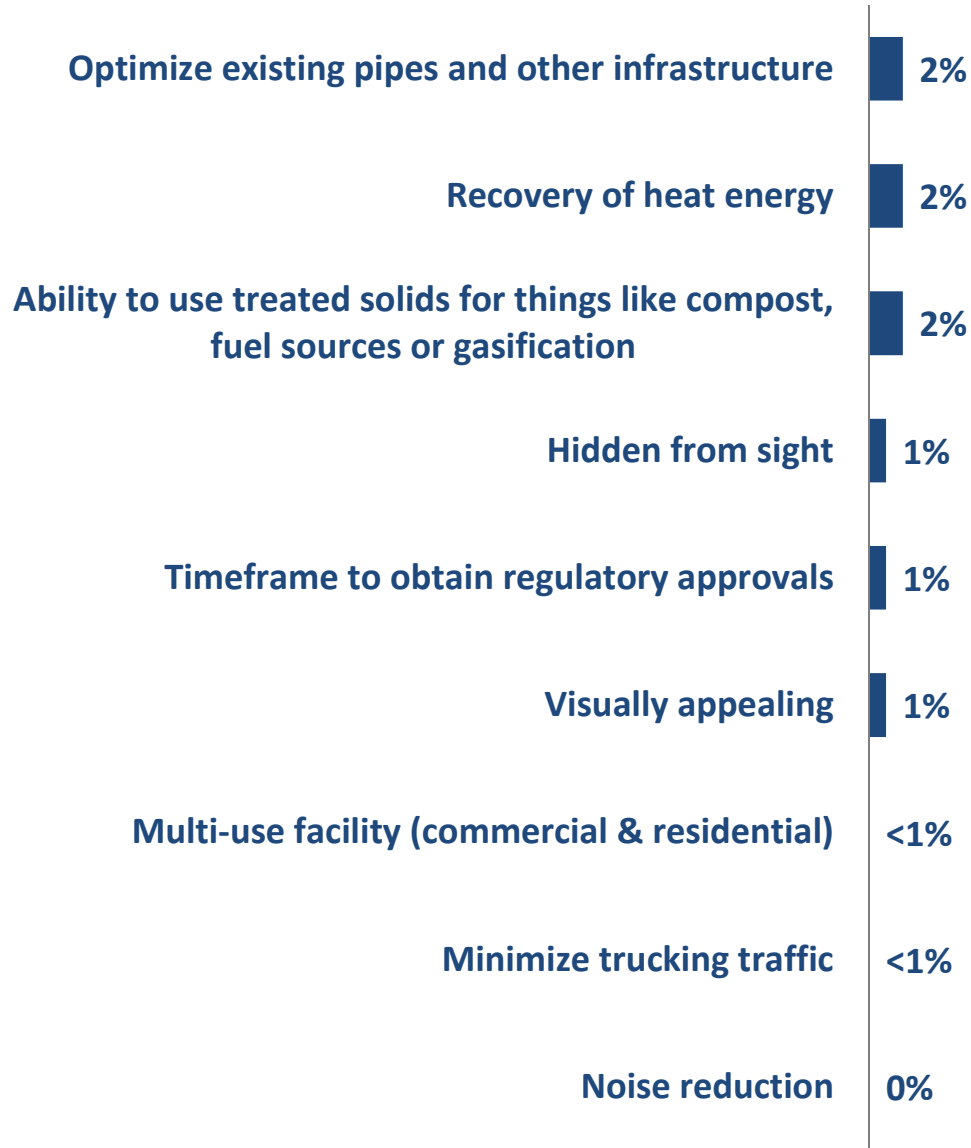 Optimize existing pipes and other infrastructure 2%
Recovery of heat energy 2%
Ability to use treated solids for things like compost,
fuel sources or gasification 2%
Hidden from sight 1%
Timeframe to obtain regulatory approvals 1%
Visually appealing 1%
Multi-use facility (commercial & residential) <1%
Minimize trucking traffic <1%
Noise reduction 0%